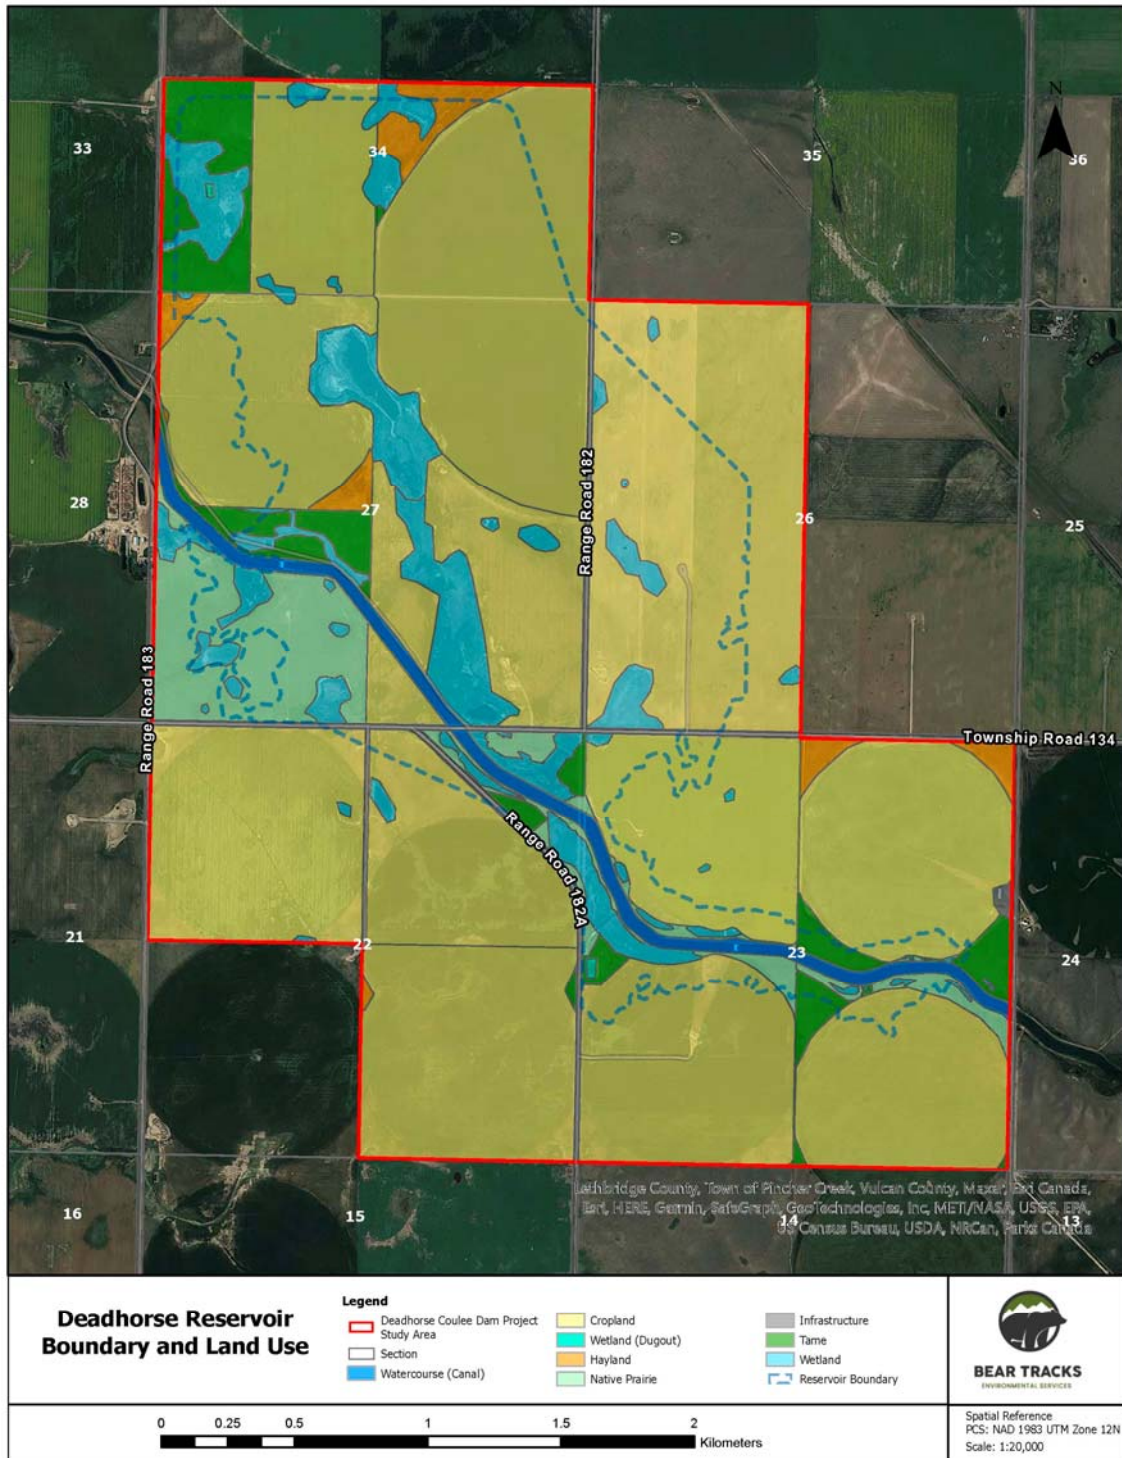 N
33
34
35
36
Range Road 182
28
27
26
25
Range Road 183
Township Road 134
Range Road 182A
21
22
23
24
Lethbridge County, Town of Pincher Creek, Vulcan County, Maxar, Esri Canada,
Esri, HERE, Garmin, SafeGraph, GeoTechnologies, Inc, METI/NASA, USGS, EPA,
US Census Bureau, USDA, NRCan, Parks Canada
16
15
14
13
Deadhorse Reservoir
Boundary and Land Use
Legend
Deadhorse Coulee Dam Project
Study Area
Section
Watercourse (Canal)
Cropland
Wetland (Dugout)
Hayland
Native Prairie
Infrastructure
Tame
Wetland
Reservoir Boundary
BEAR TRACKS
ENVIRONMENTAL SERVICES
0 0.25 0.5 1 1.5 2
Kilometers
Spatial Reference
PCS: NAD 1983 UTM Zone 12N
Scale: 1:20,000